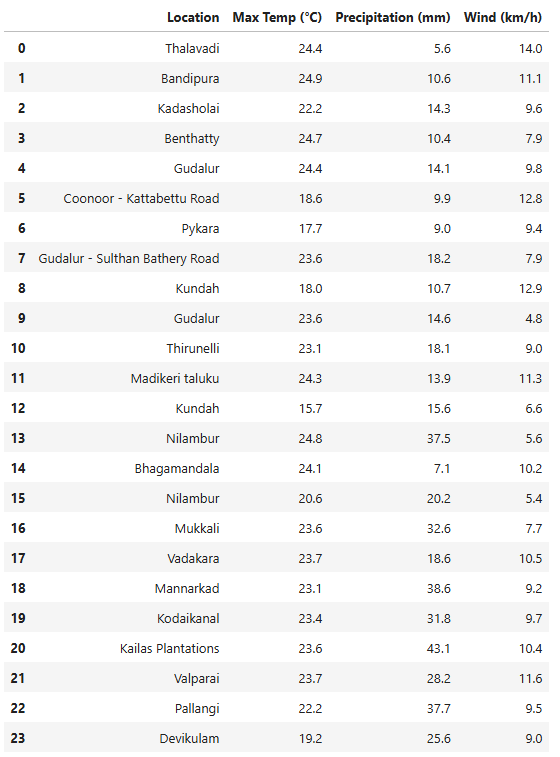 Location Max Temp (°C) Precipitation (mm) Wind (km/h)
0 Thalavadi 24.4 5.6 14.0
1 Bandipura 24.9 10.6 11.1
2 Kadasholai 22.2 14.3 9.6
3 Benthatty 24.7 10.4 7.9
4 Gudalur 24.4 14.1 9.8
5 Coonoor - Kattabettu Road 18.6 9.9 12.8
6 Pykara 17.7 9.0 9.4
7 Gudalur - Sulthan Bathery Road 23.6 18.2 7.9
8 Kundah 18.0 10.7 12.9
9 Gudalur 23.6 14.6 4.8
10 Thirunelli 23.1 18.1 9.0
11 Madikeri taluku 24.3 13.9 11.3
12 Kundah 15.7 15.6 6.6
13 Nilambur 24.8 37.5 5.6
14 Bhagamandala 24.1 7.1 10.2
15 Nilambur 20.6 20.2 5.4
16 Mukkali 23.6 32.6 7.7
17 Vadakara 23.7 18.6 10.5
18 Mannarkad 23.1 38.6 9.2
19 Kodaikanal 23.4 31.8 9.7
20 Kailas Plantations 23.6 43.1 10.4
21 Valparai 23.7 28.2 11.6
22 Pallangi 22.2 37.7 9.5
23 Devikulam 19.2 25.6 9.0